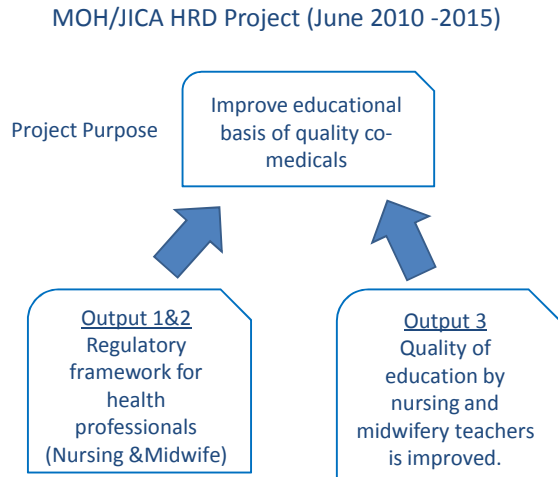 MOH/JICA HRD Project (June 2010 -2015)
Project Purpose
Improve educational
basis of quality co-
medicals
Output 1&2
Regulatory
framework for
health
professionals
(Nursing &Midwife)
Output 3
Quality of
education by
nursing and
midwifery teachers
is improved.